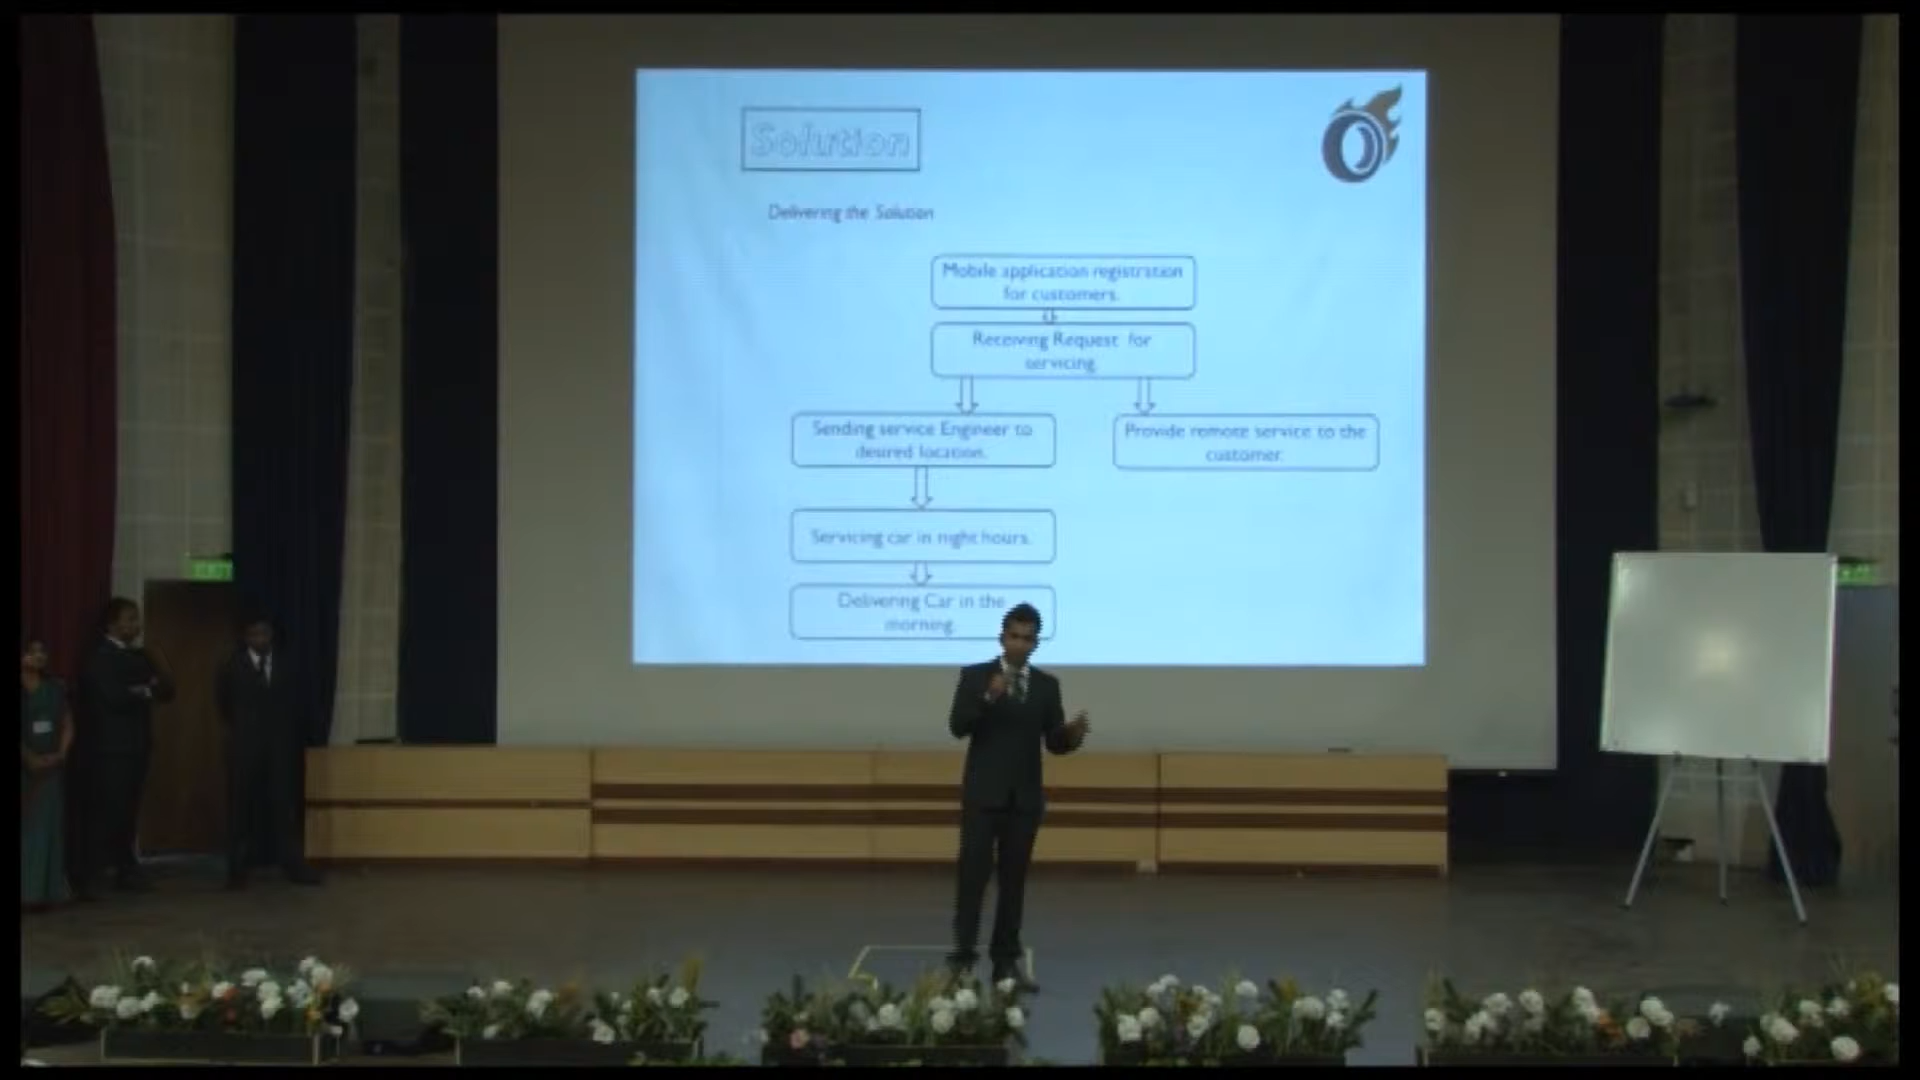 Solution
Delivering the Solution
Mobile application registration
for customers.
Receiving Request for
servicing.
Sending service Engineer to
desired location.
Provide remote service to the
customer.
Servicing car in night hours.
Delivering Car in the
morning.